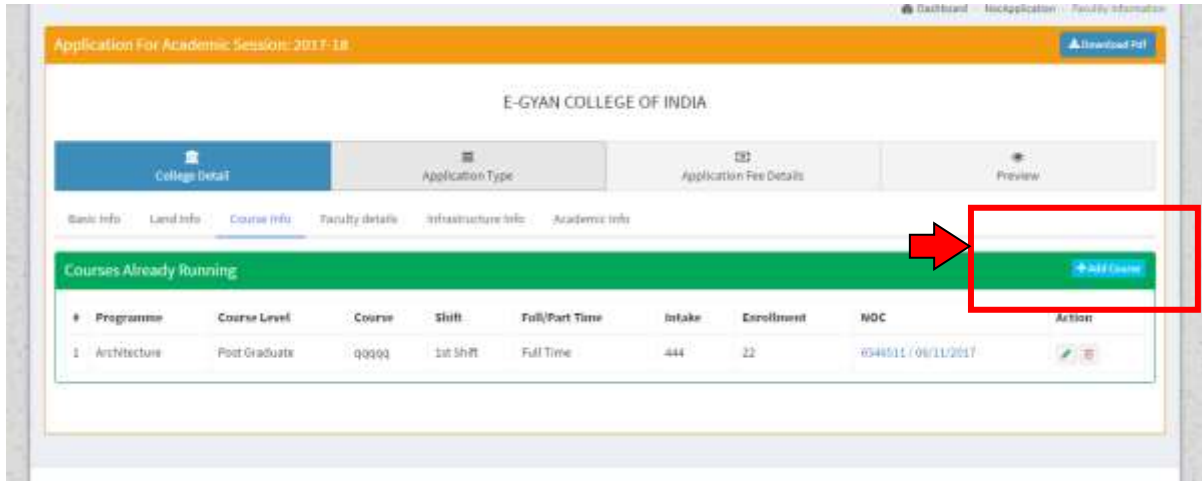 Dashboard NocApplication Faculity Information
Application For Academic Session: 2017-18
Download Pdf
E-GYAN COLLEGE OF INDIA
College Detail
Application Type
Application Fee Details
Preview
Basic Info Land Info Course Info Faculty details Infrastructure Info Academic Info
Courses Already Running
Add Course
# Programme Course Level Course Shift Full/Part Time Intake Enrollment NOC Action
1 Architecture Post Graduate qqqqq 1st Shift Full Time 444 22